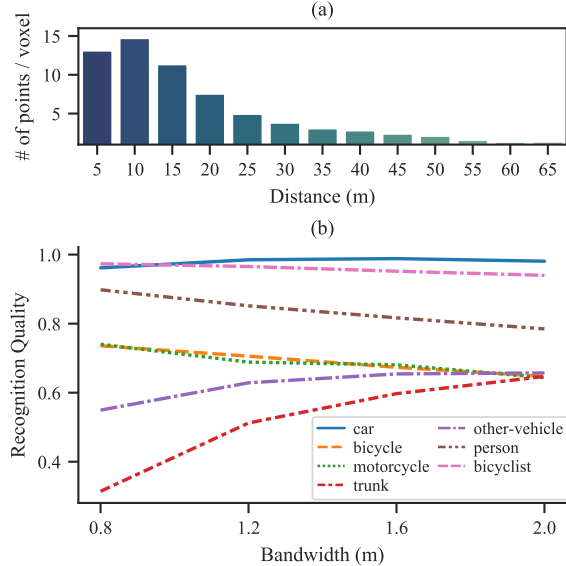 (a)
# of points / voxel
15
10
5
5 10 15 20 25 30 35 40 45 50 55 60 65
Distance (m)
(b)
Recognition Quality
1.0
0.8
0.6
0.4
car
bicycle
motorcycle
trunk
other-vehicle
person
bicyclist
0.8 1.2 1.6 2.0
Bandwidth (m)